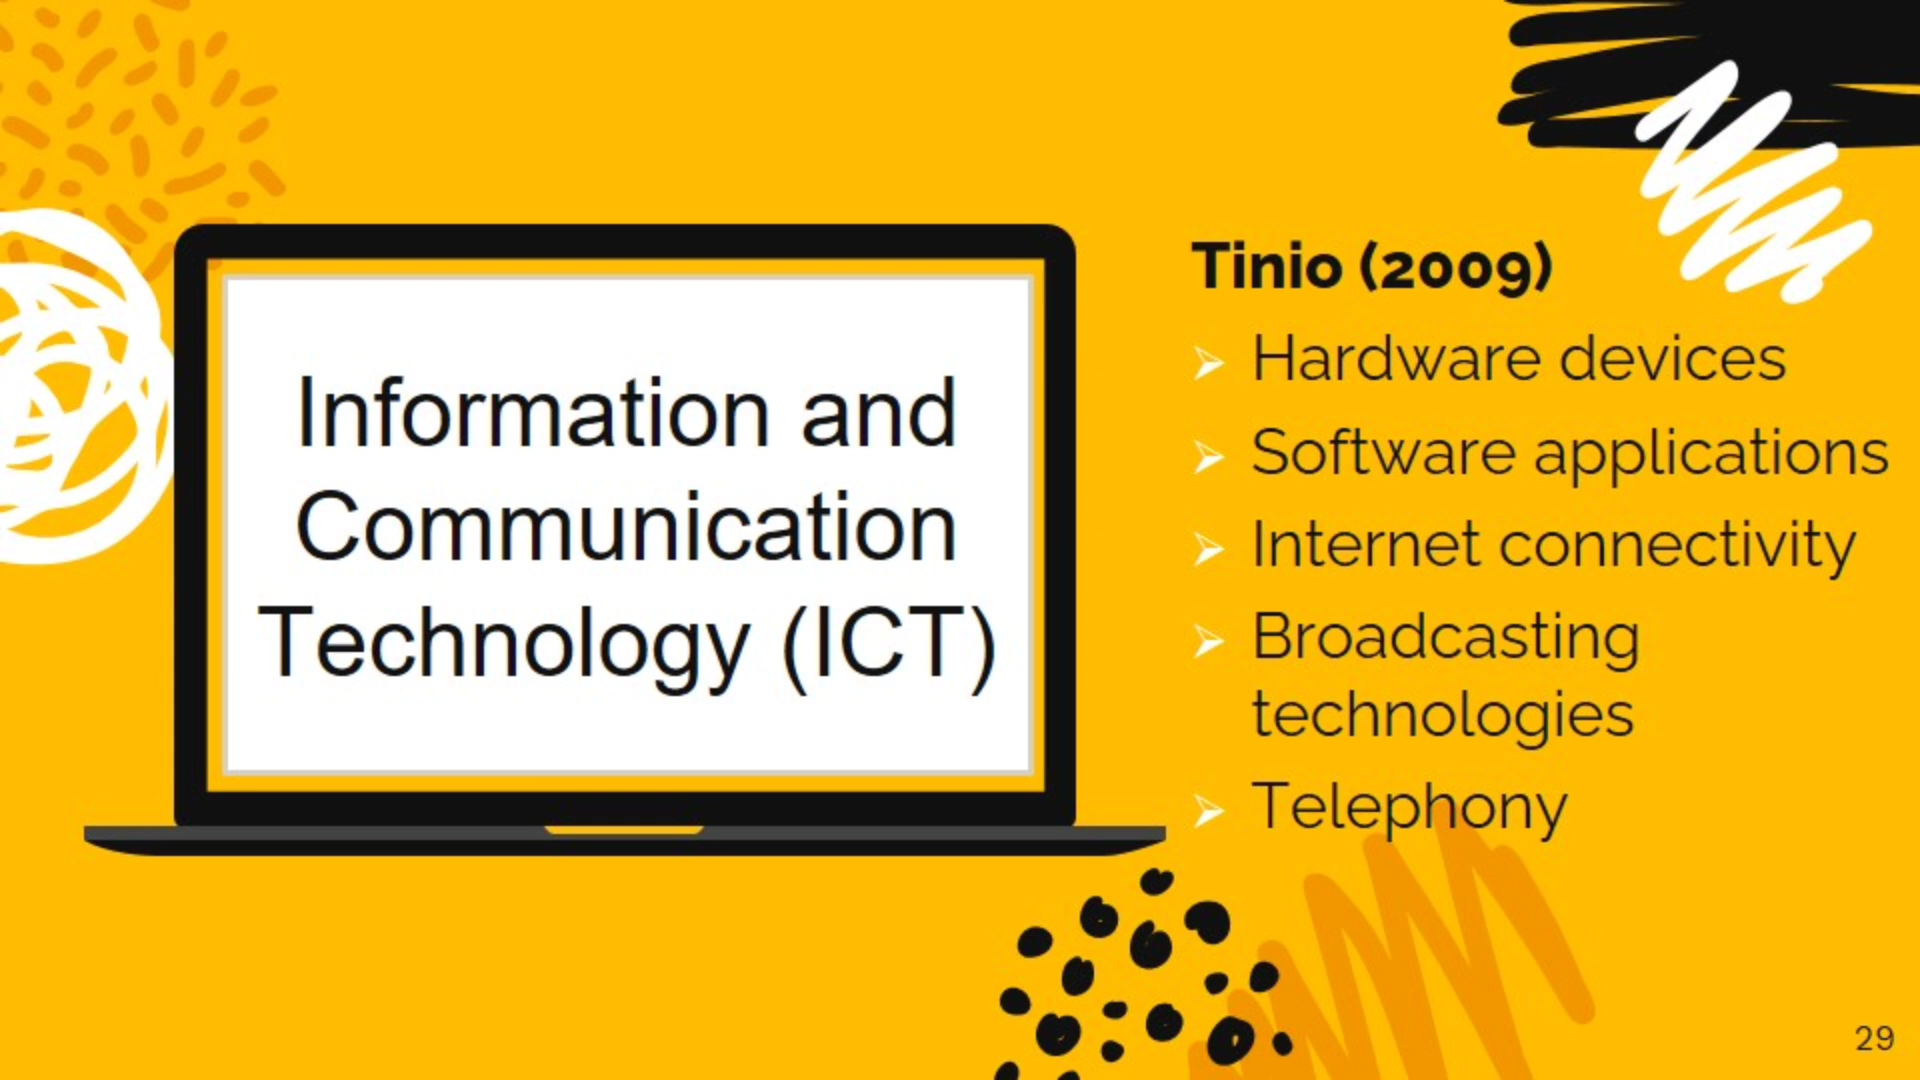 Information and
Communication
Technology (ICT)
Tinio (2009)
➢ Hardware devices
➢ Software applications
➢ Internet connectivity
➢ Broadcasting
technologies
➢ Telephony
29